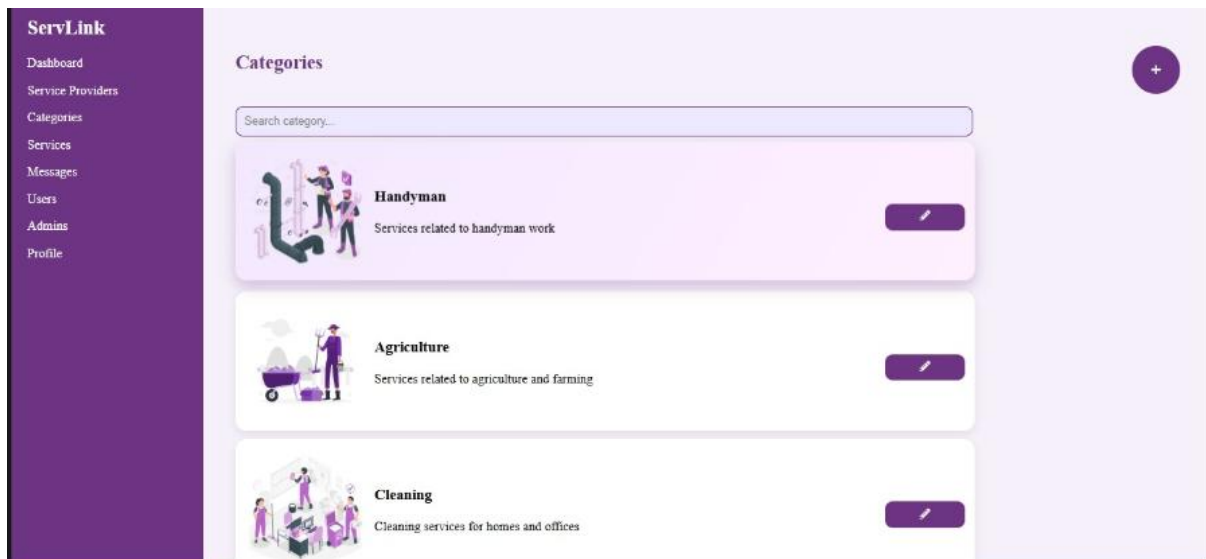 ServLink
Dashboard
Service Providers
Categories
Services
Messages
Users
Admins
Profile
Categories
+
Search category...
Handyman
Services related to handyman work
Agriculture
Services related to agriculture and farming
Cleaning
Cleaning services for homes and offices